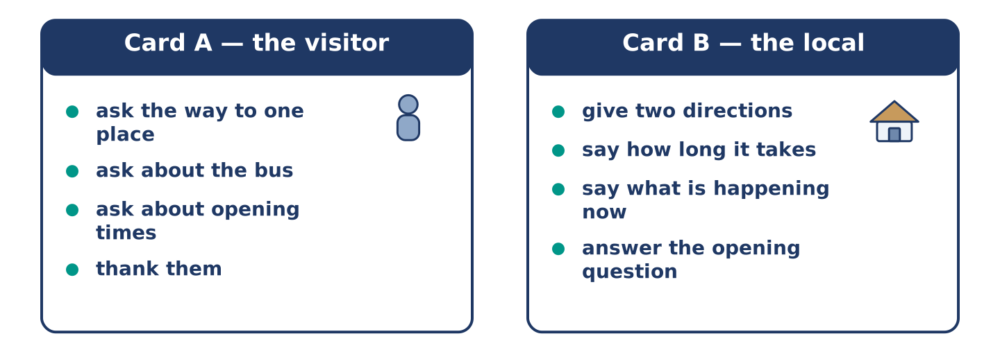 Card A — the visitor
ask the way to one
place
ask about the bus
ask about opening
times
thank them
Card B — the local
give two directions
say how long it takes
say what is happening
now
answer the opening
question